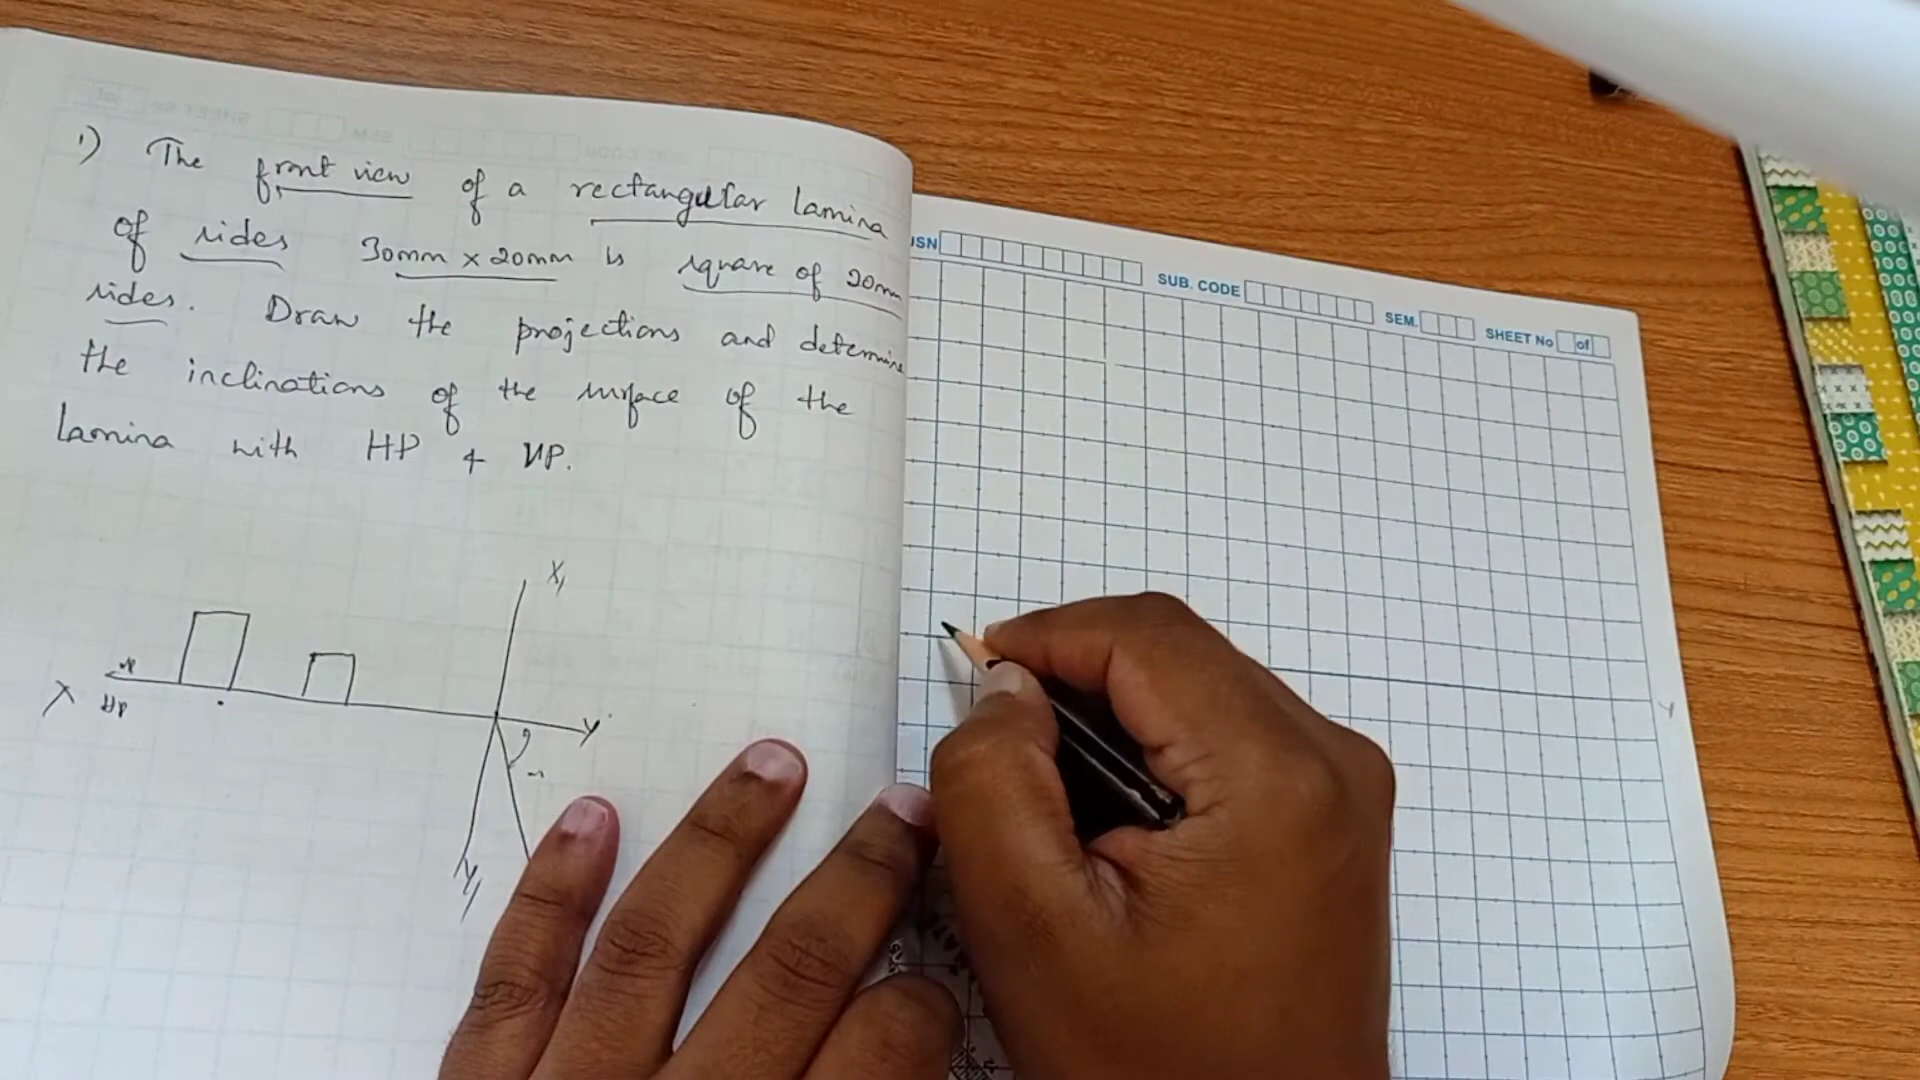 1) The front view of a rectangular lamina
of sides 30mm x 20mm is square of 20mm
sides. Draw the projections and determine
the inclinations of the surface of the
lamina with HP & VP.
X1
X
VP
HP
Y
Y1
USN
SUB. CODE
SEM.
SHEET No of
Y